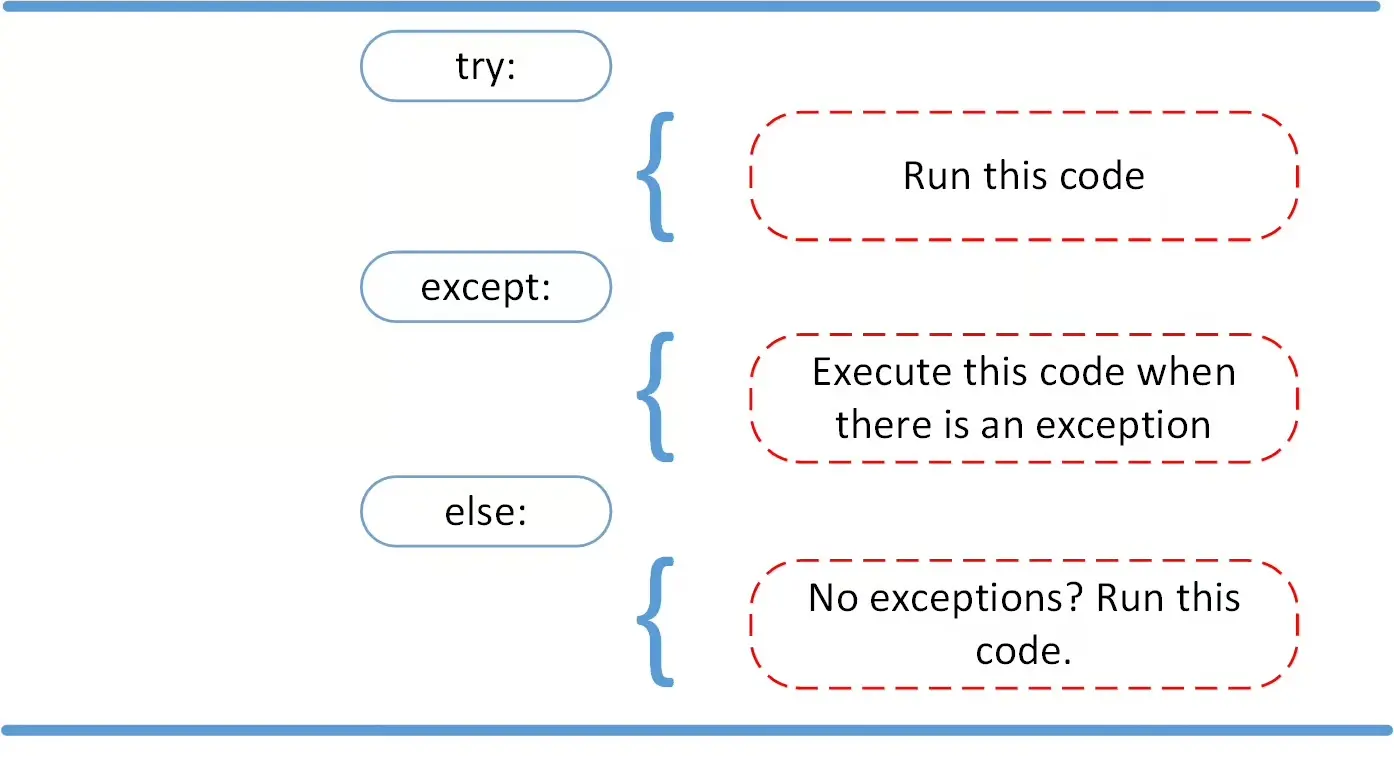 try:
Run this code
except:
Execute this code when
there is an exception
else:
No exceptions? Run this
code.